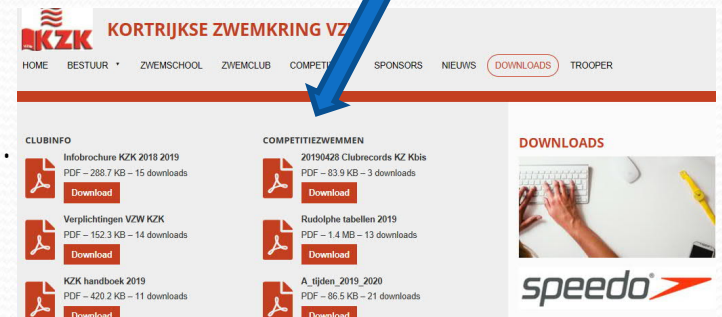 KZK
KORTRIJKSE ZWEMKRING VZW
HOME BESTUUR ZWEMSCHOOL ZWEMCLUB COMPETI SPONSORS NIEUWS DOWNLOADS TROOPER
CLUBINFO
Infobrochure KZK 2018 2019
PDF – 288.7 KB – 15 downloads
Download
Verplichtingen VZW KZK
PDF – 152.3 KB – 14 downloads
Download
KZK handboek 2019
PDF – 420.2 KB – 11 downloads
Download
COMPETITIEZWEMMEN
20190428 Clubrecords KZ Kbis
PDF – 83.9 KB – 3 downloads
Download
Rudolphe tabellen 2019
PDF – 1.4 MB – 13 downloads
Download
A_tijden_2019_2020
PDF – 86.5 KB – 21 downloads
Download
DOWNLOADS
speedo